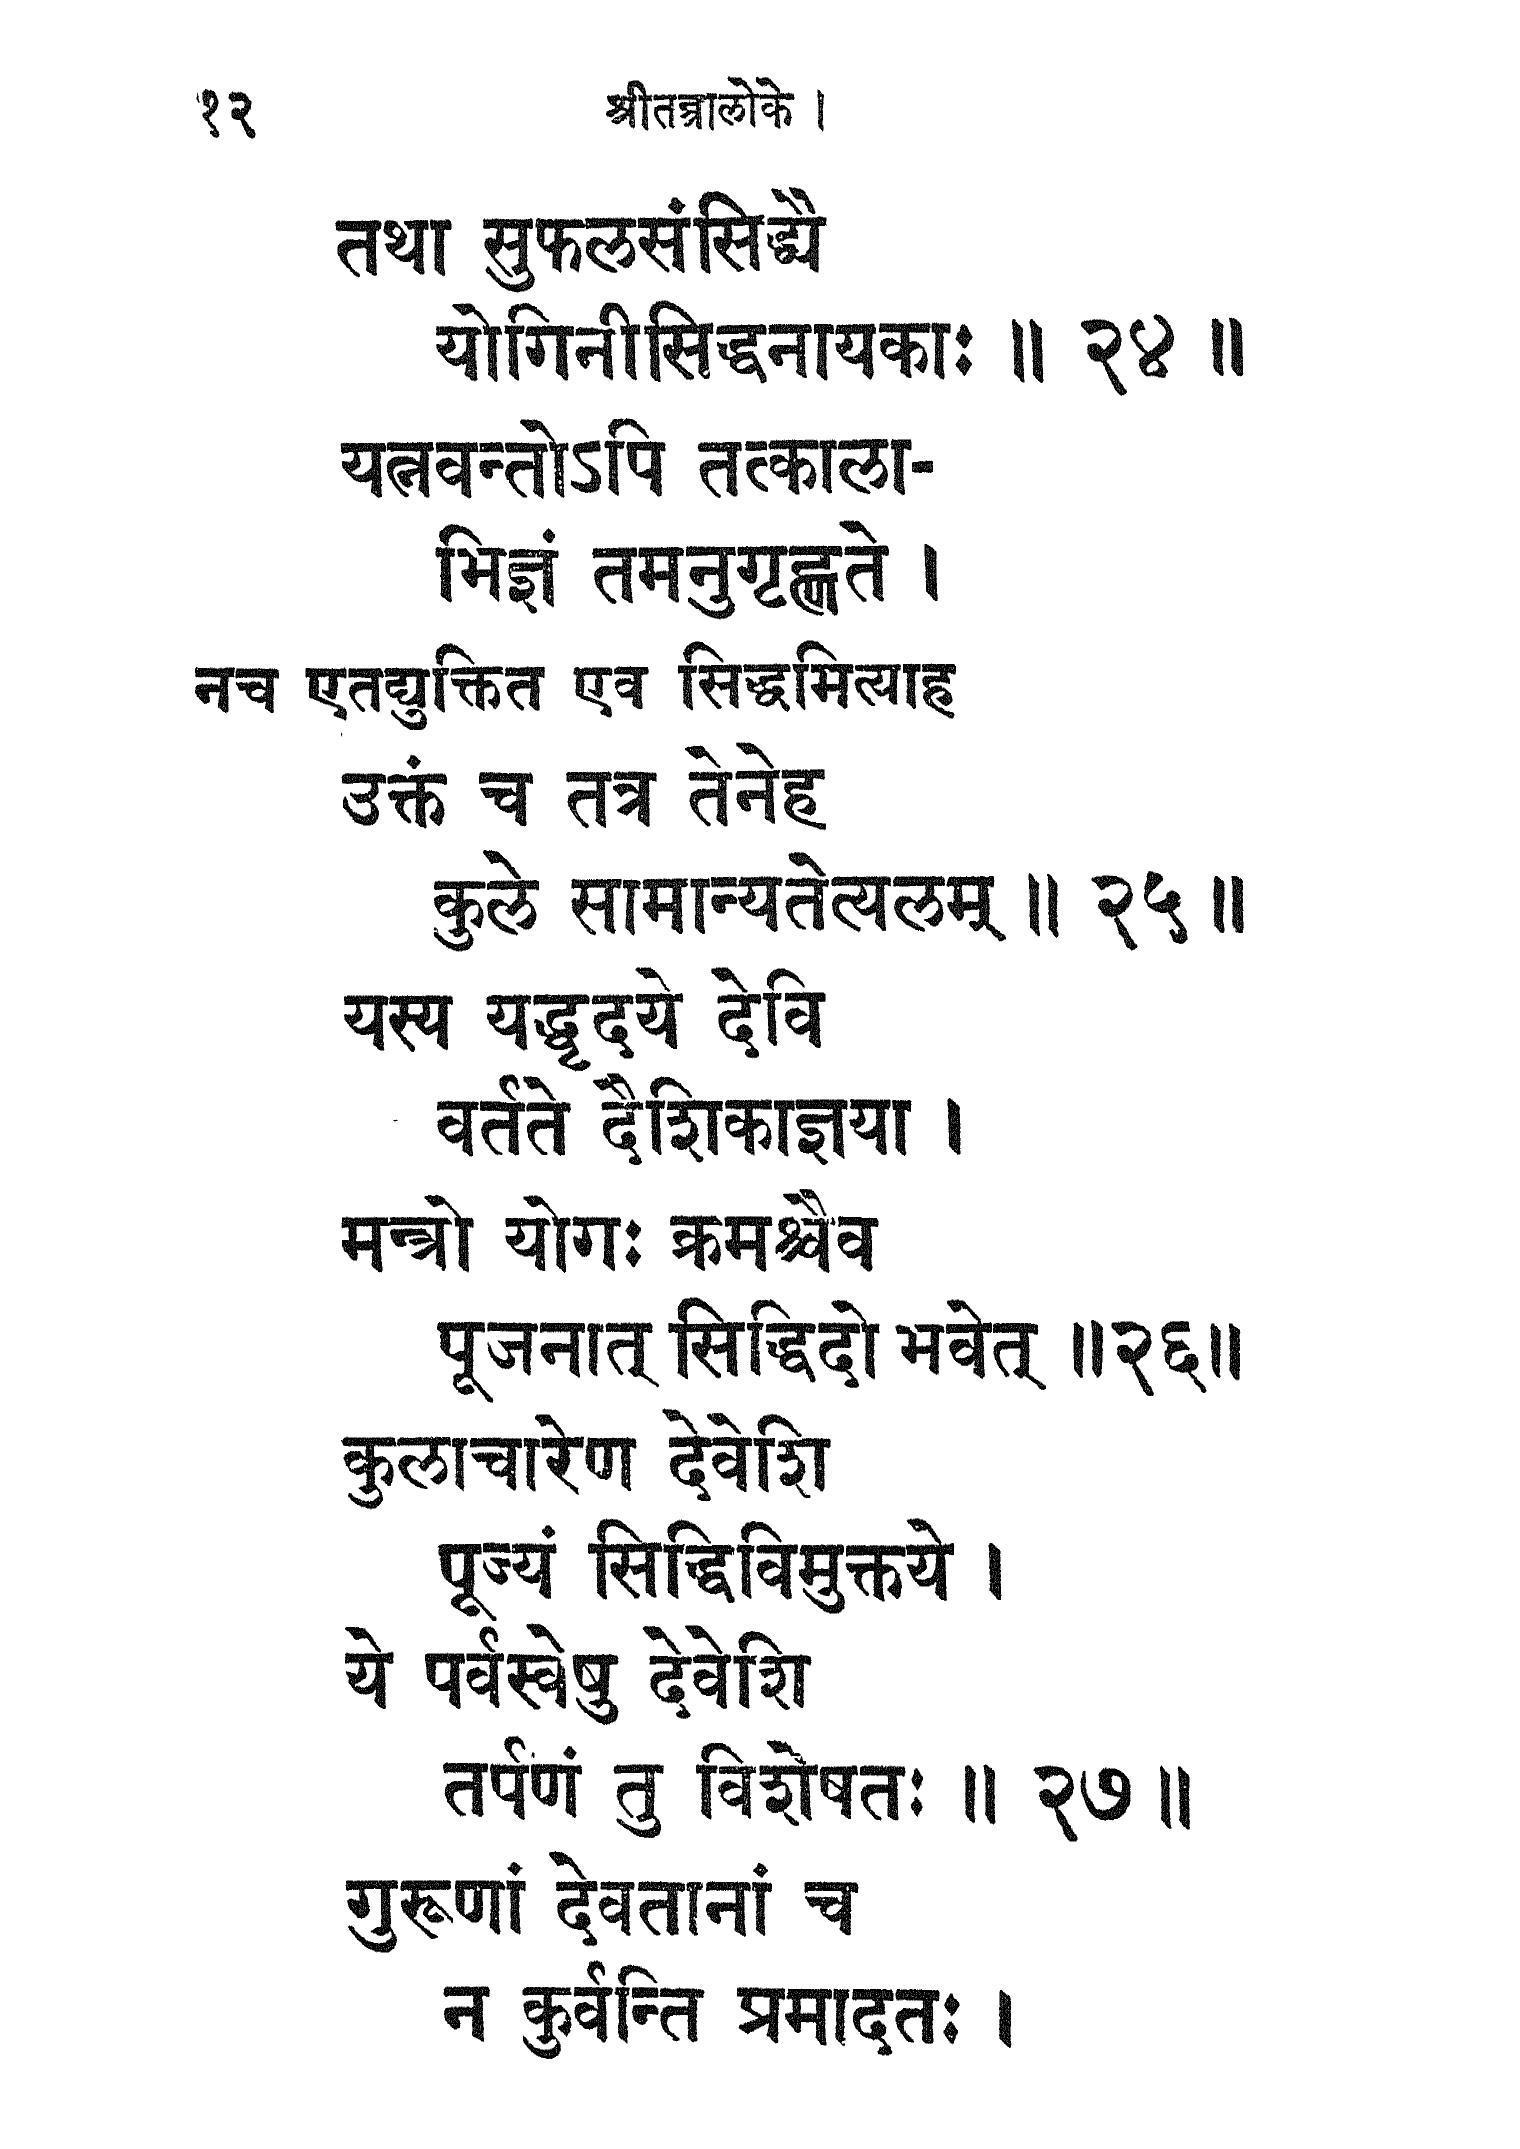 १२ श्रीतन्त्रालोके ।
तथा सुफलसंसिद्ध्यै
योगिनीसिद्धनायकाः ॥ २४ ॥
यत्नवन्तोऽपि तत्काला-
भिज्ञं तमनुगृह्णते ।
नच एतद्युक्तित एव सिद्धमित्याह
उक्तं च तत्र तेनेह
कुले सामान्यतेत्यलम् ॥ २५ ॥
यस्य यद्धृदये देवि
वर्तते दैशिकाज्ञया ।
मन्त्रो योगः क्रमश्चैव
पूजनात् सिद्धिदो भवेत् ॥२६॥
कुलाचारेण देवेशि
पूज्यं सिद्धिविमुक्तये ।
ये पर्वस्वेषु देवेशि
तर्पणं तु विशेषतः ॥ २७ ॥
गुरूणां देवतानां च
न कुर्वन्ति प्रमादतः ।